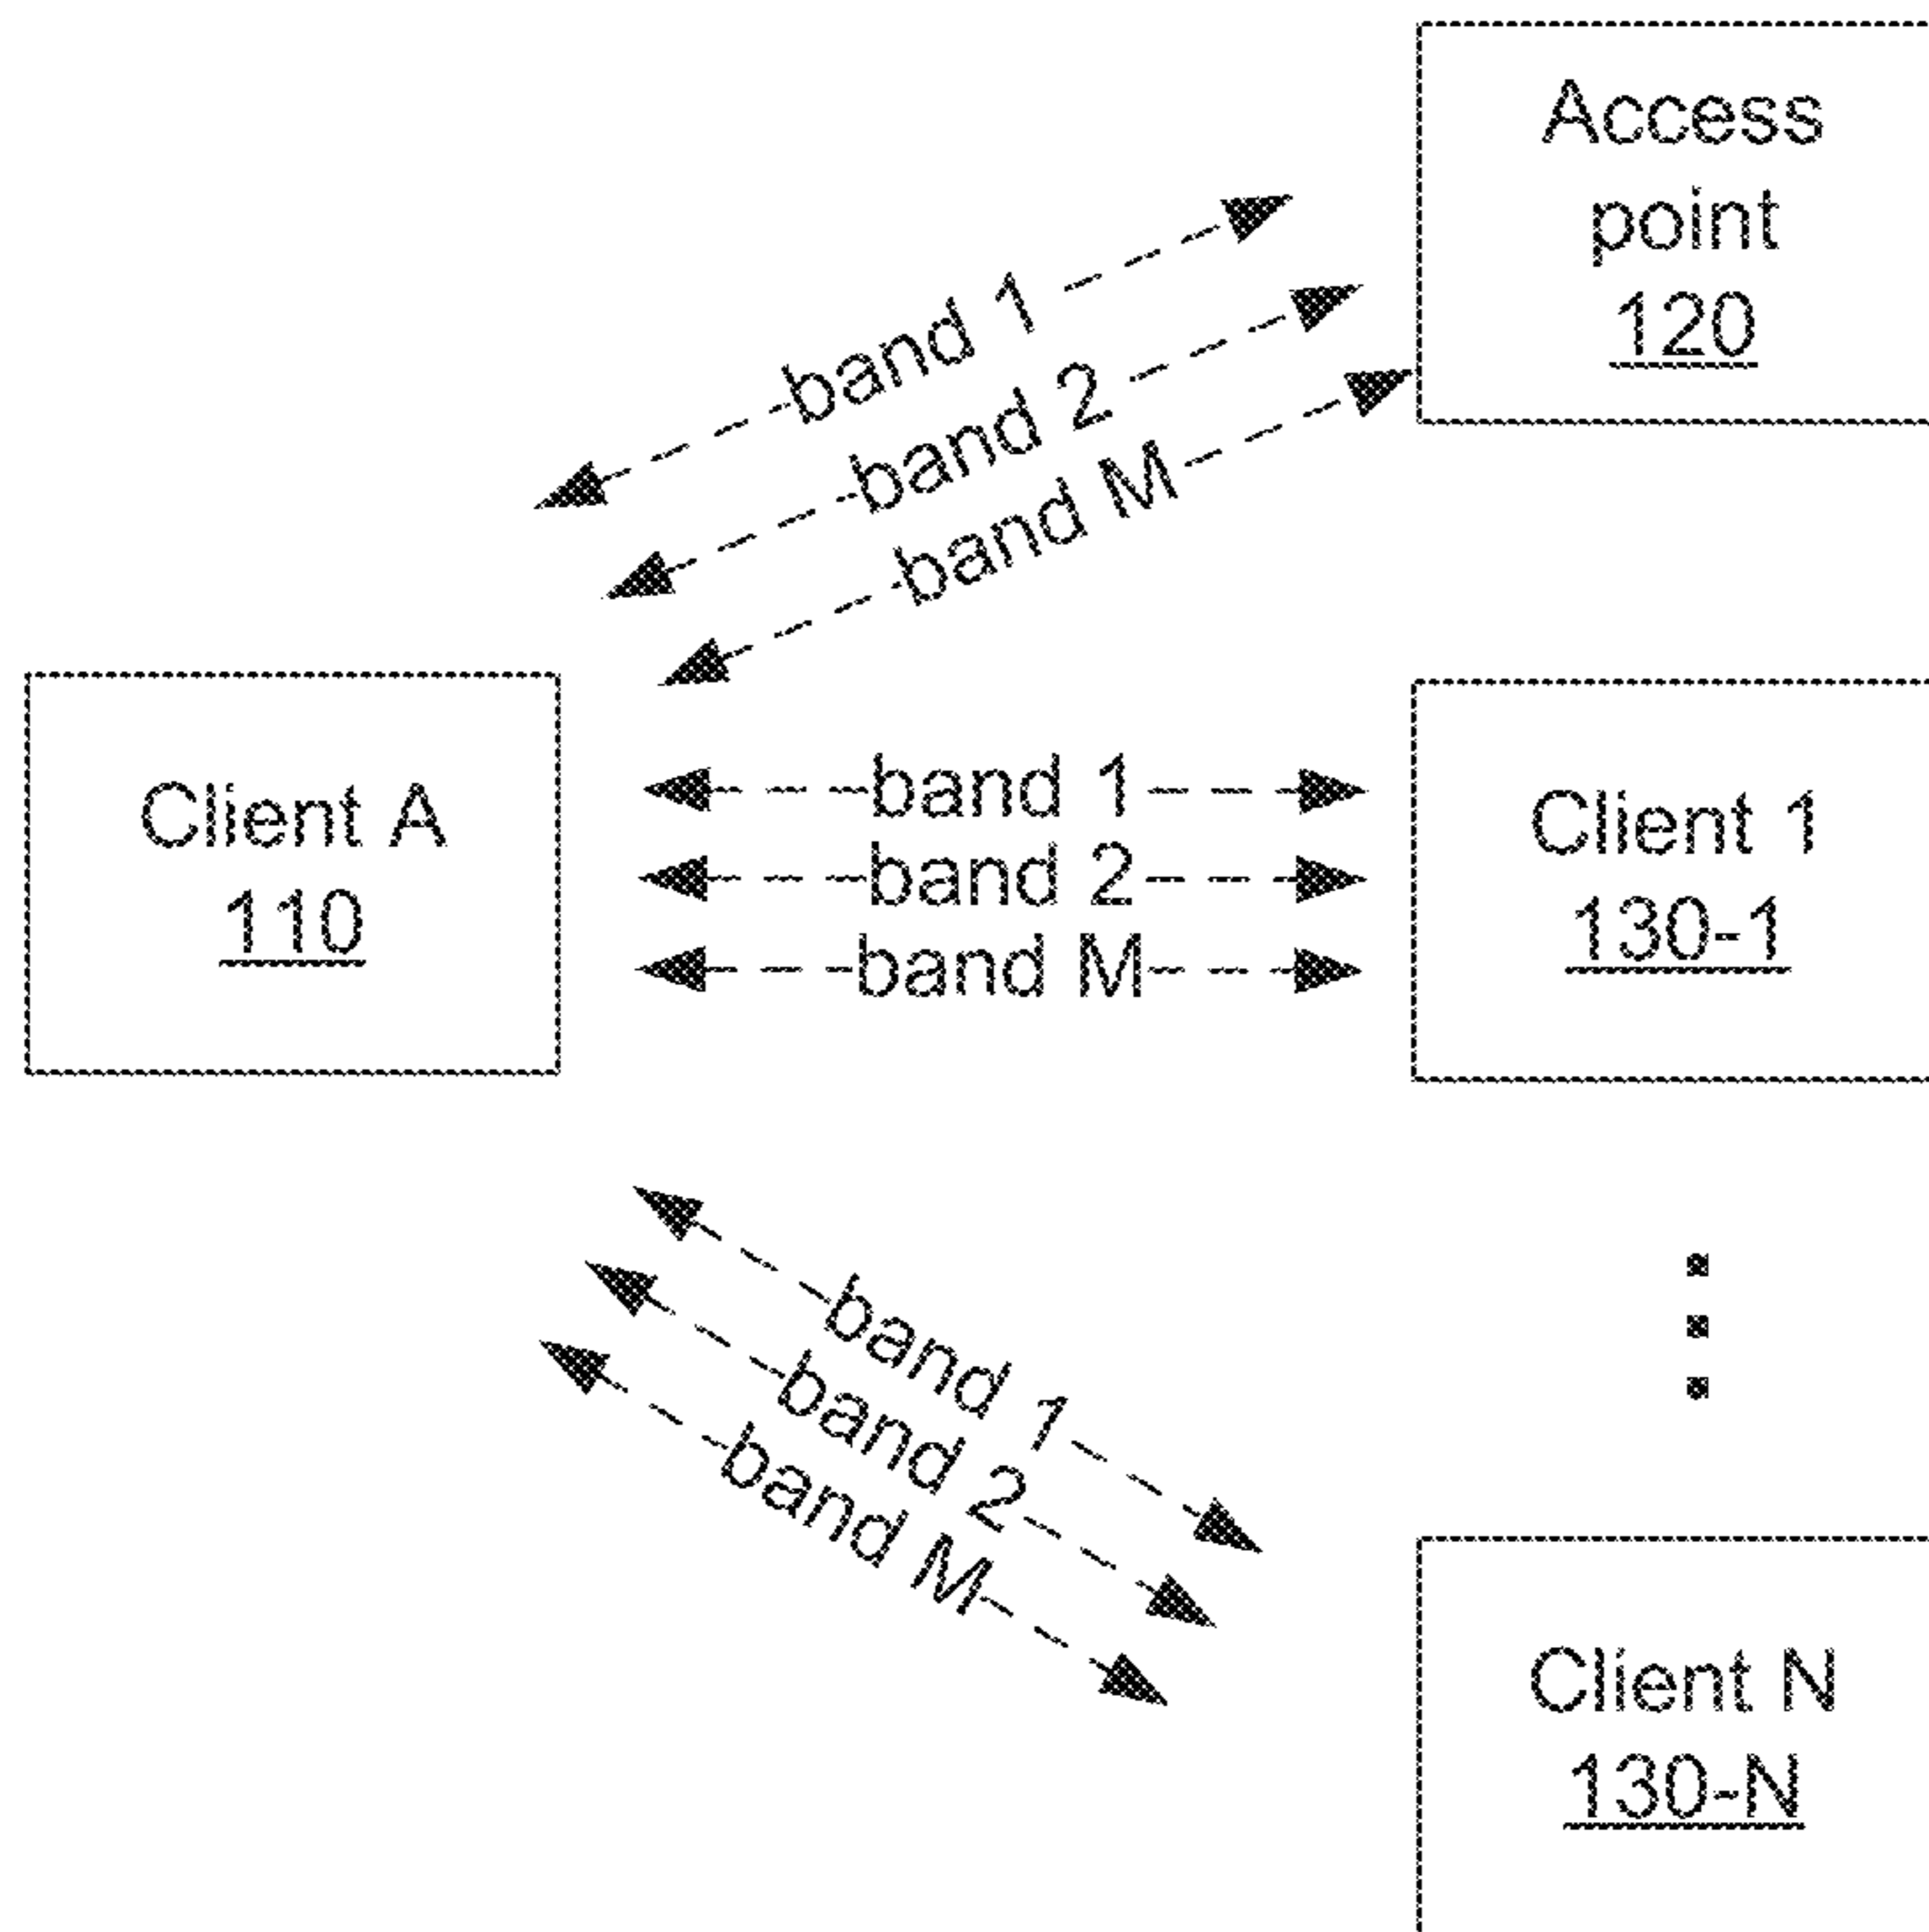 Access
point
120
band 1
band 2
band M
Client A
110
band 1
band 2
band M
Client 1
130-1
band 1
band 2
band M
Client N
130-N